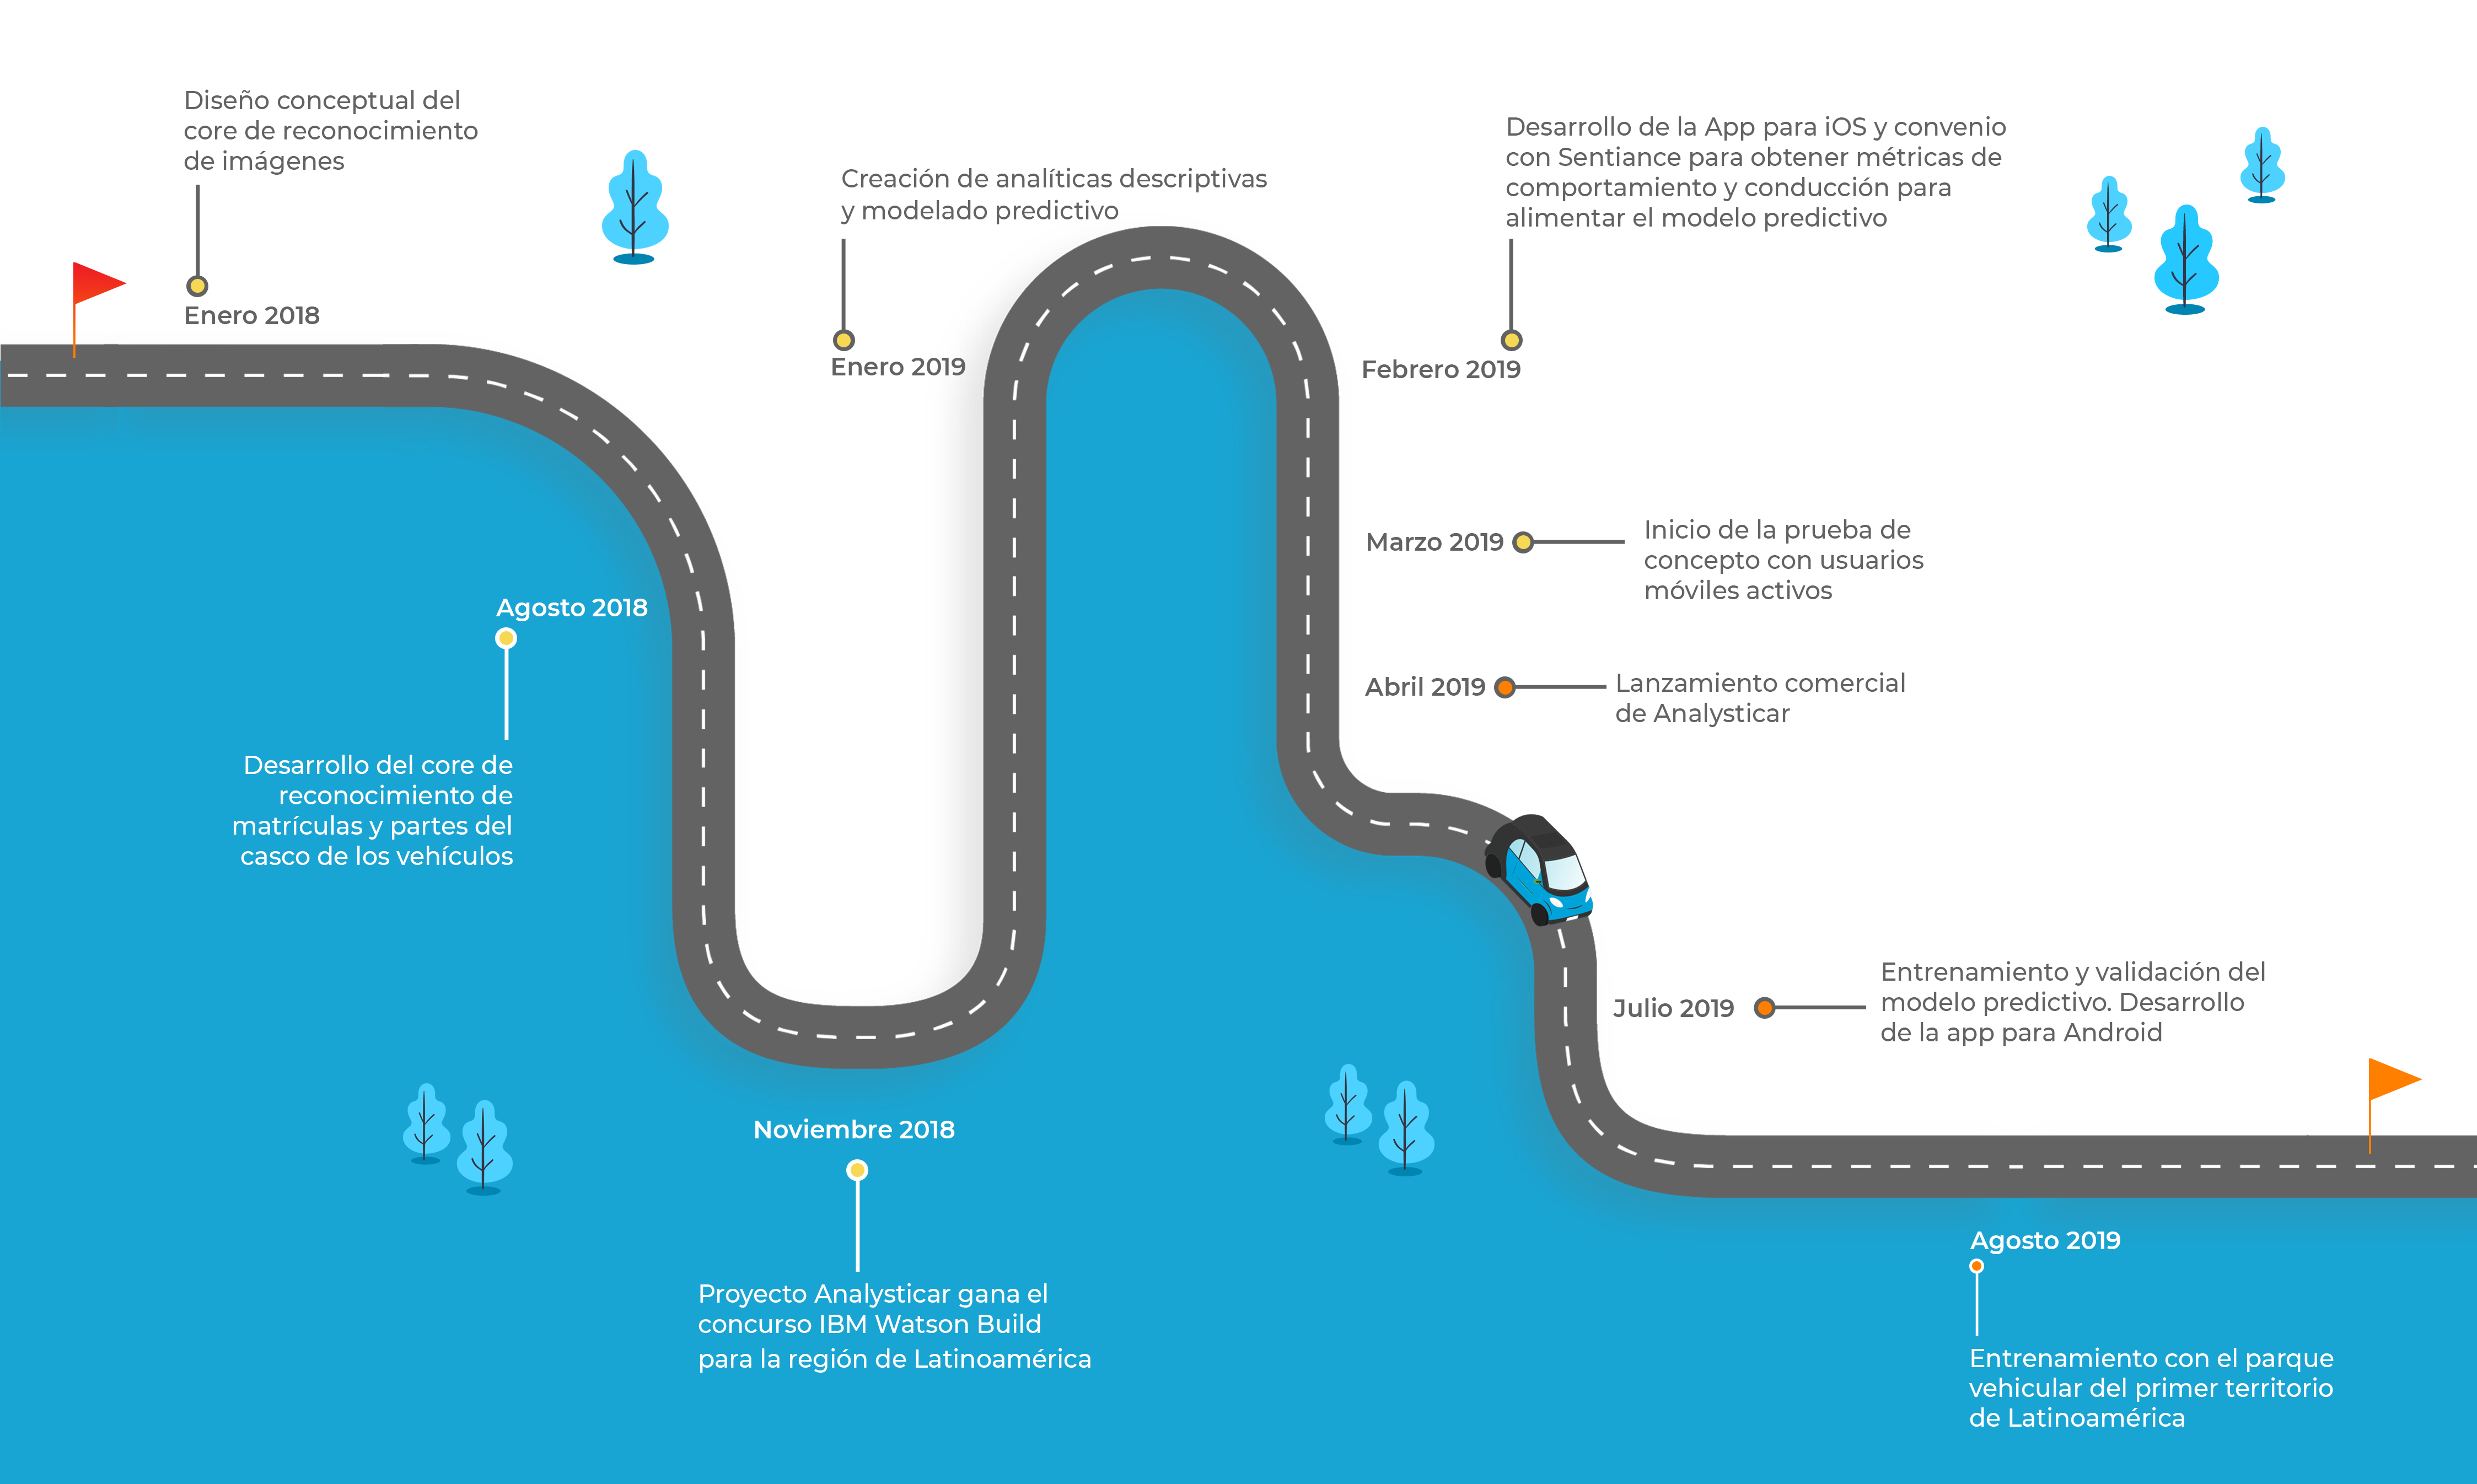 Diseño conceptual del
core de reconocimiento
de imágenes
Enero 2018
Agosto 2018
Desarrollo del core de
reconocimiento de
matrículas y partes del
casco de los vehículos
Noviembre 2018
Proyecto Analysticar gana el
concurso IBM Watson Build
para la región de Latinoamérica
Creación de analíticas descriptivas
y modelado predictivo
Enero 2019
Desarrollo de la App para iOS y convenio
con Sentiance para obtener métricas de
comportamiento y conducción para
alimentar el modelo predictivo
Febrero 2019
Marzo 2019
Inicio de la prueba de
concepto con usuarios
móviles activos
Abril 2019
Lanzamiento comercial
de Analysticar
Julio 2019
Entrenamiento y validación del
modelo predictivo. Desarrollo
de la app para Android
Agosto 2019
Entrenamiento con el parque
vehicular del primer territorio
de Latinoamérica